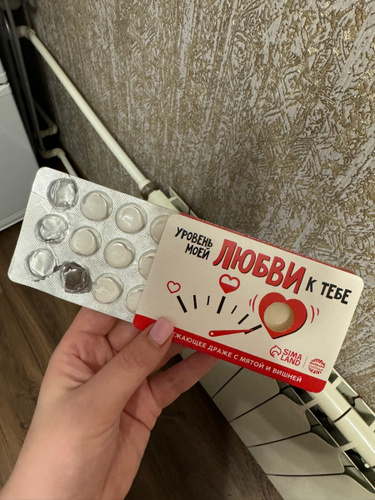 УРОВЕНЬ
МОЕЙ
ЛЮБВИ
К ТЕБЕ
SIMA
LAND
ДРАЖЕ С МЯТОЙ И ВИШНЕЙ